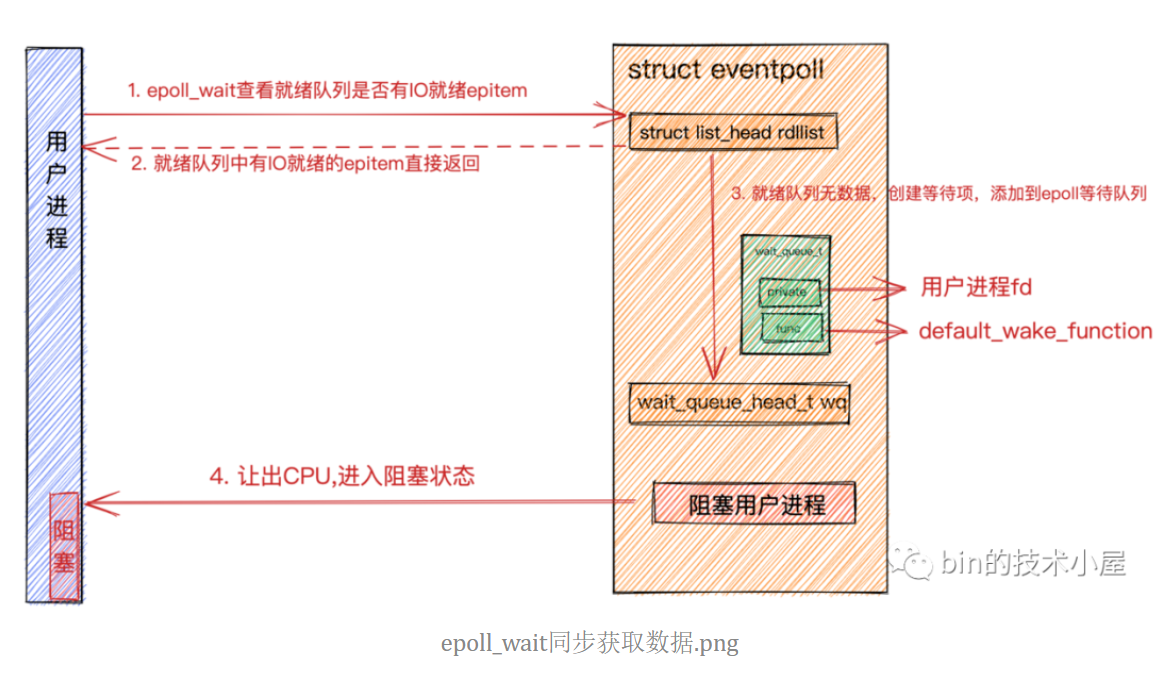 struct eventpoll
1. epoll_wait查看就绪队列是否有IO就绪epitem
struct list_head rdllist
用户进程
2. 就绪队列中有IO就绪的epitem直接返回
3. 就绪队列无数据，创建等待项，添加到epoll等待队列
wait_queue_t
private
用户进程fd
func
default_wake_function
wait_queue_head_t wq
4. 让出CPU,进入阻塞状态
阻塞用户进程
阻塞
bin的技术小屋
epoll_wait同步获取数据.png